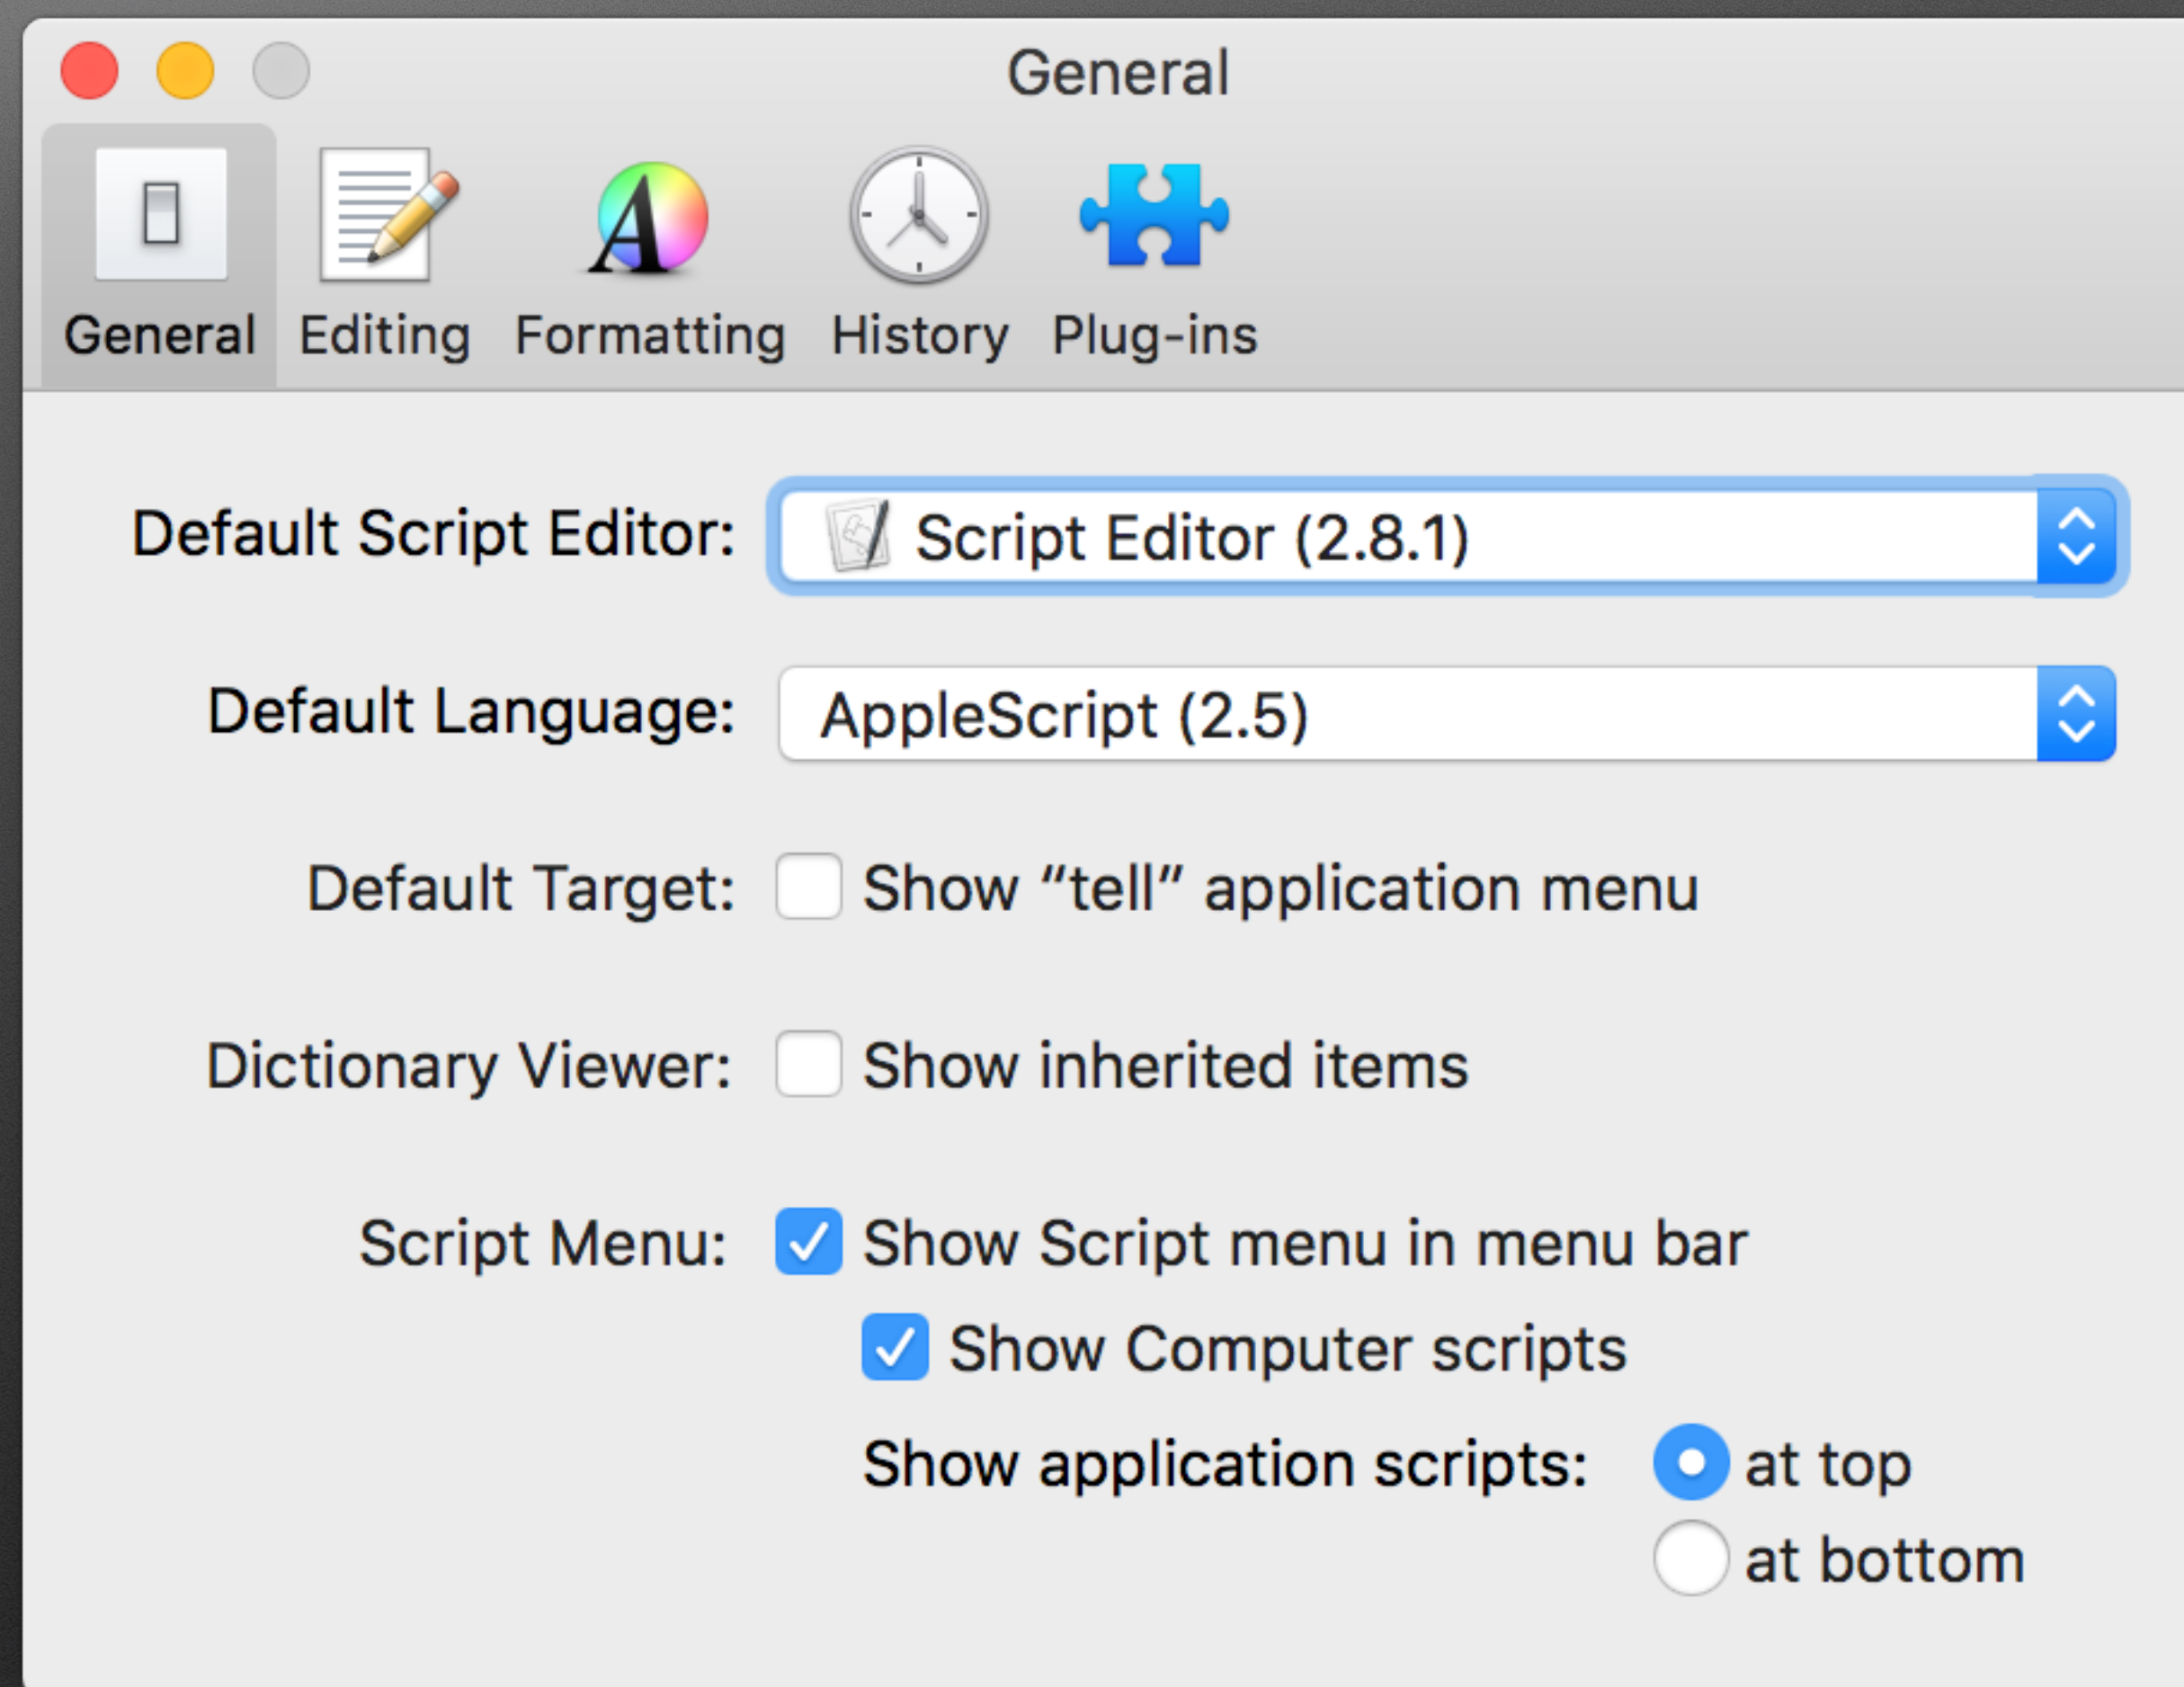 General
General Editing Formatting History Plug-ins
Default Script Editor: Script Editor (2.8.1)
Default Language: AppleScript (2.5)
Default Target: Show “tell” application menu
Dictionary Viewer: Show inherited items
Script Menu: Show Script menu in menu bar
Show Computer scripts
Show application scripts: at top
at bottom